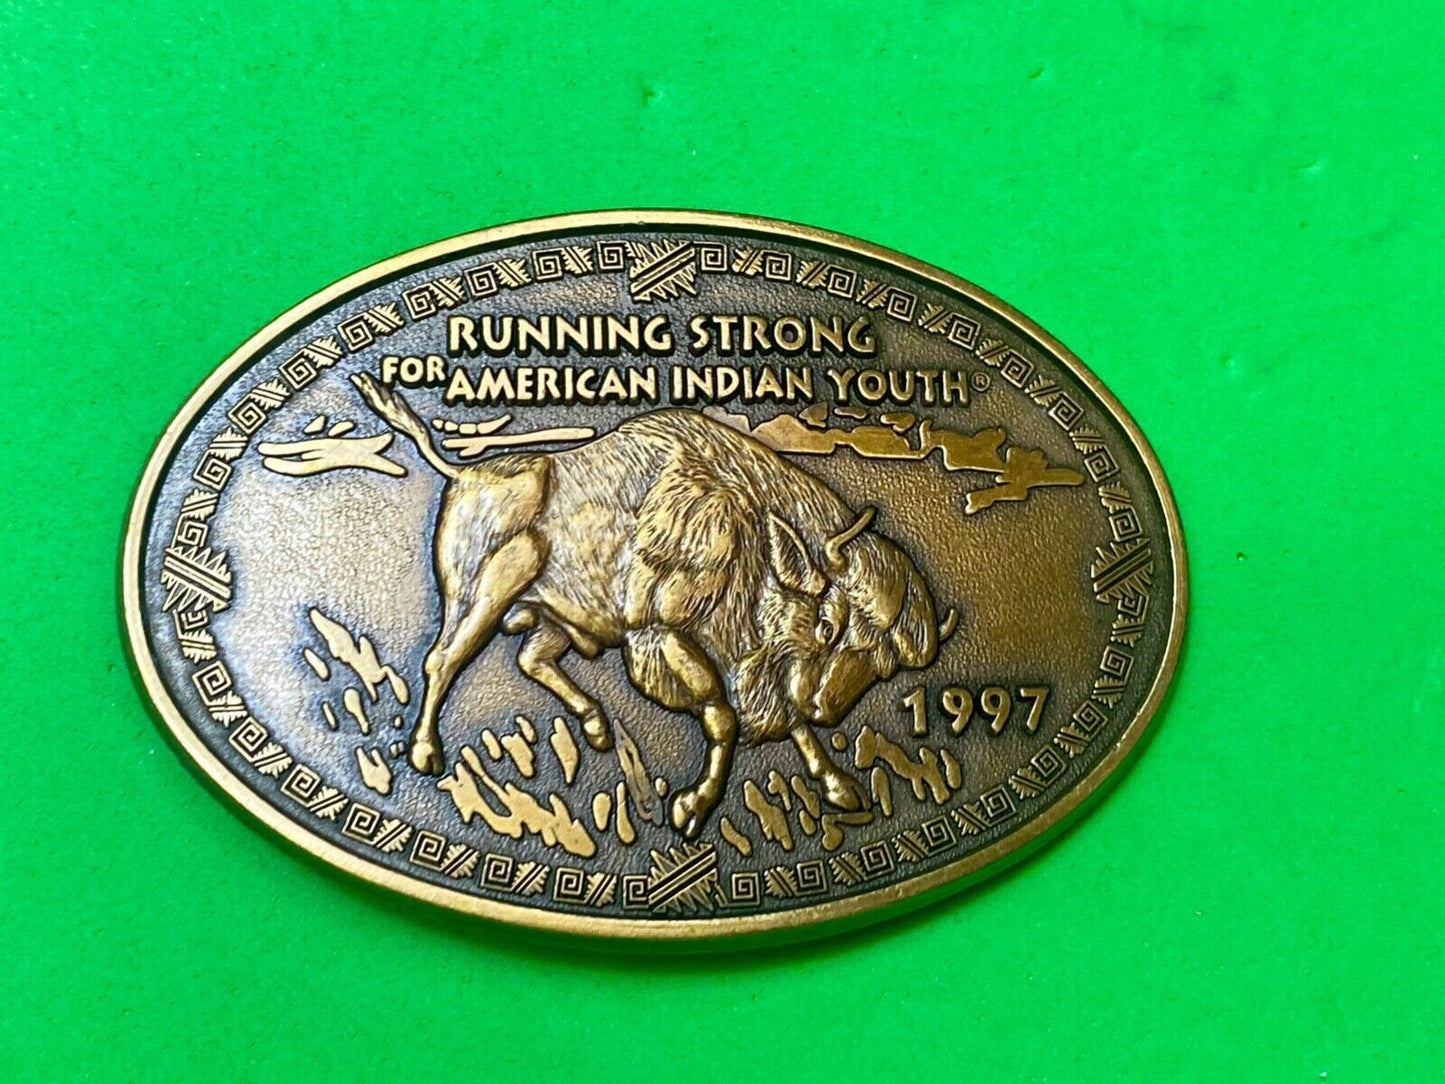 RUNNING STRONG
FOR AMERICAN INDIAN YOUTH®
1997